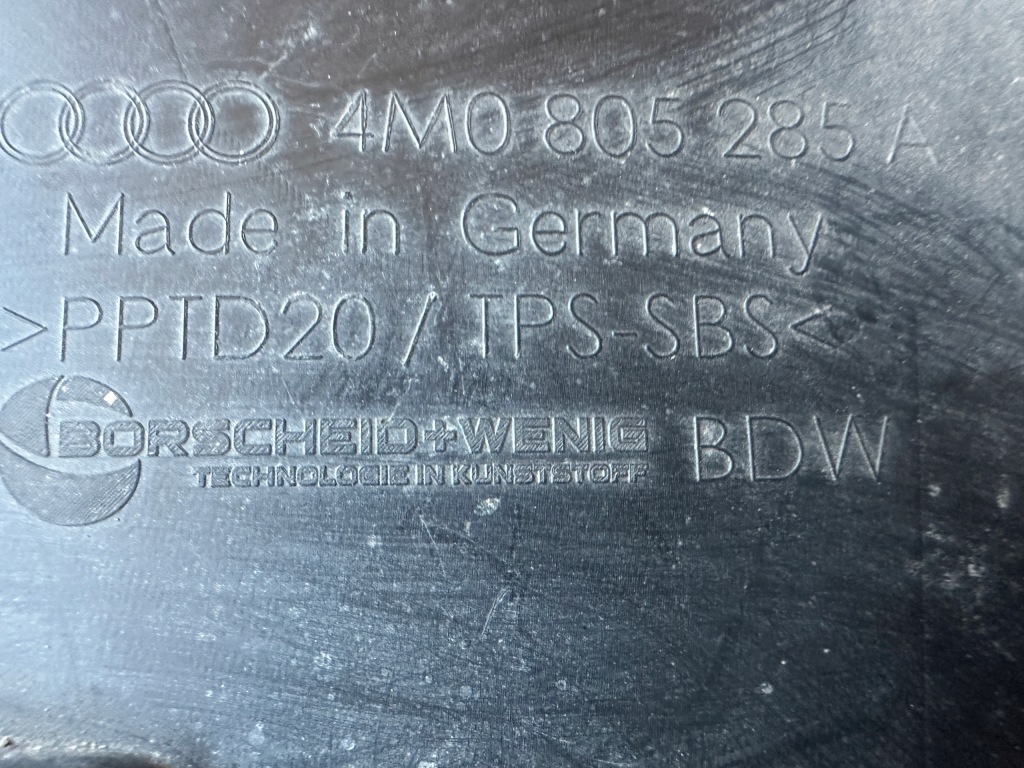 4M0 805 285 A
Made in Germany
>PPTD20 / TPS-SBS<
BORSCHEID+WENIG BDW
TECHNOLOGIE IN KUNSTSTOFF